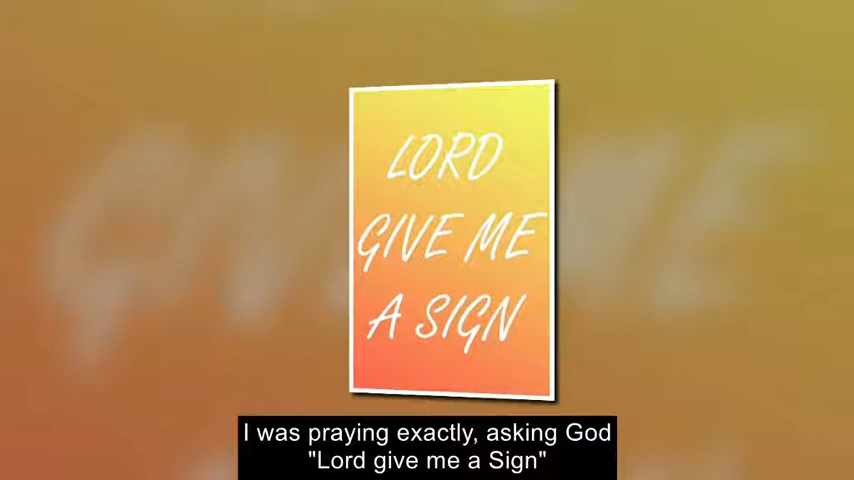 LORD
GIVE ME
A SIGN
I was praying exactly, asking God
"Lord give me a Sign"